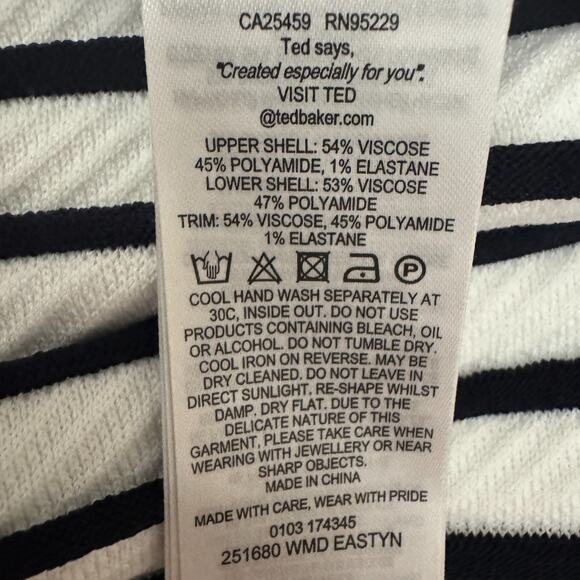 CA25459 RN95229
Ted says,
"Created especially for you".
VISIT TED
@tedbaker.com
UPPER SHELL: 54% VISCOSE
45% POLYAMIDE, 1% ELASTANE
LOWER SHELL: 53% VISCOSE
47% POLYAMIDE
TRIM: 54% VISCOSE, 45% POLYAMIDE
1% ELASTANE
P
COOL HAND WASH SEPARATELY AT
30C, INSIDE OUT. DO NOT USE
PRODUCTS CONTAINING BLEACH, OIL
OR ALCOHOL. DO NOT TUMBLE DRY.
COOL IRON ON REVERSE. MAY BE
DRY CLEANED. DO NOT LEAVE IN
DIRECT SUNLIGHT. RE-SHAPE WHILST
DAMP. DRY FLAT. DUE TO THE
DELICATE NATURE OF THIS
GARMENT, PLEASE TAKE CARE WHEN
WEARING WITH JEWELLERY OR NEAR
SHARP OBJECTS.
MADE IN CHINA
MADE WITH CARE, WEAR WITH PRIDE
0103 174345
251680 WMD EASTYN